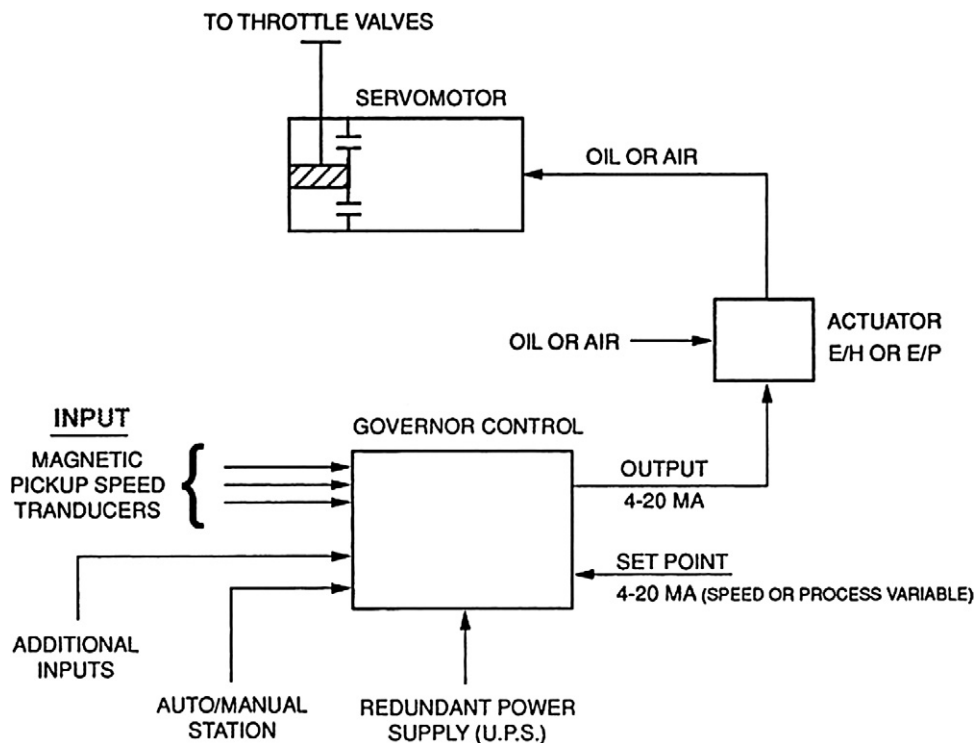 TO THROTTLE VALVES
SERVOMOTOR
OIL OR AIR
OIL OR AIR
ACTUATOR
E/H OR E/P
INPUT
MAGNETIC
PICKUP SPEED
TRANDUCERS
GOVERNOR CONTROL
OUTPUT
4-20 MA
SET POINT
4-20 MA (SPEED OR PROCESS VARIABLE)
ADDITIONAL
INPUTS
AUTO/MANUAL
STATION
REDUNDANT POWER
SUPPLY (U.P.S.)